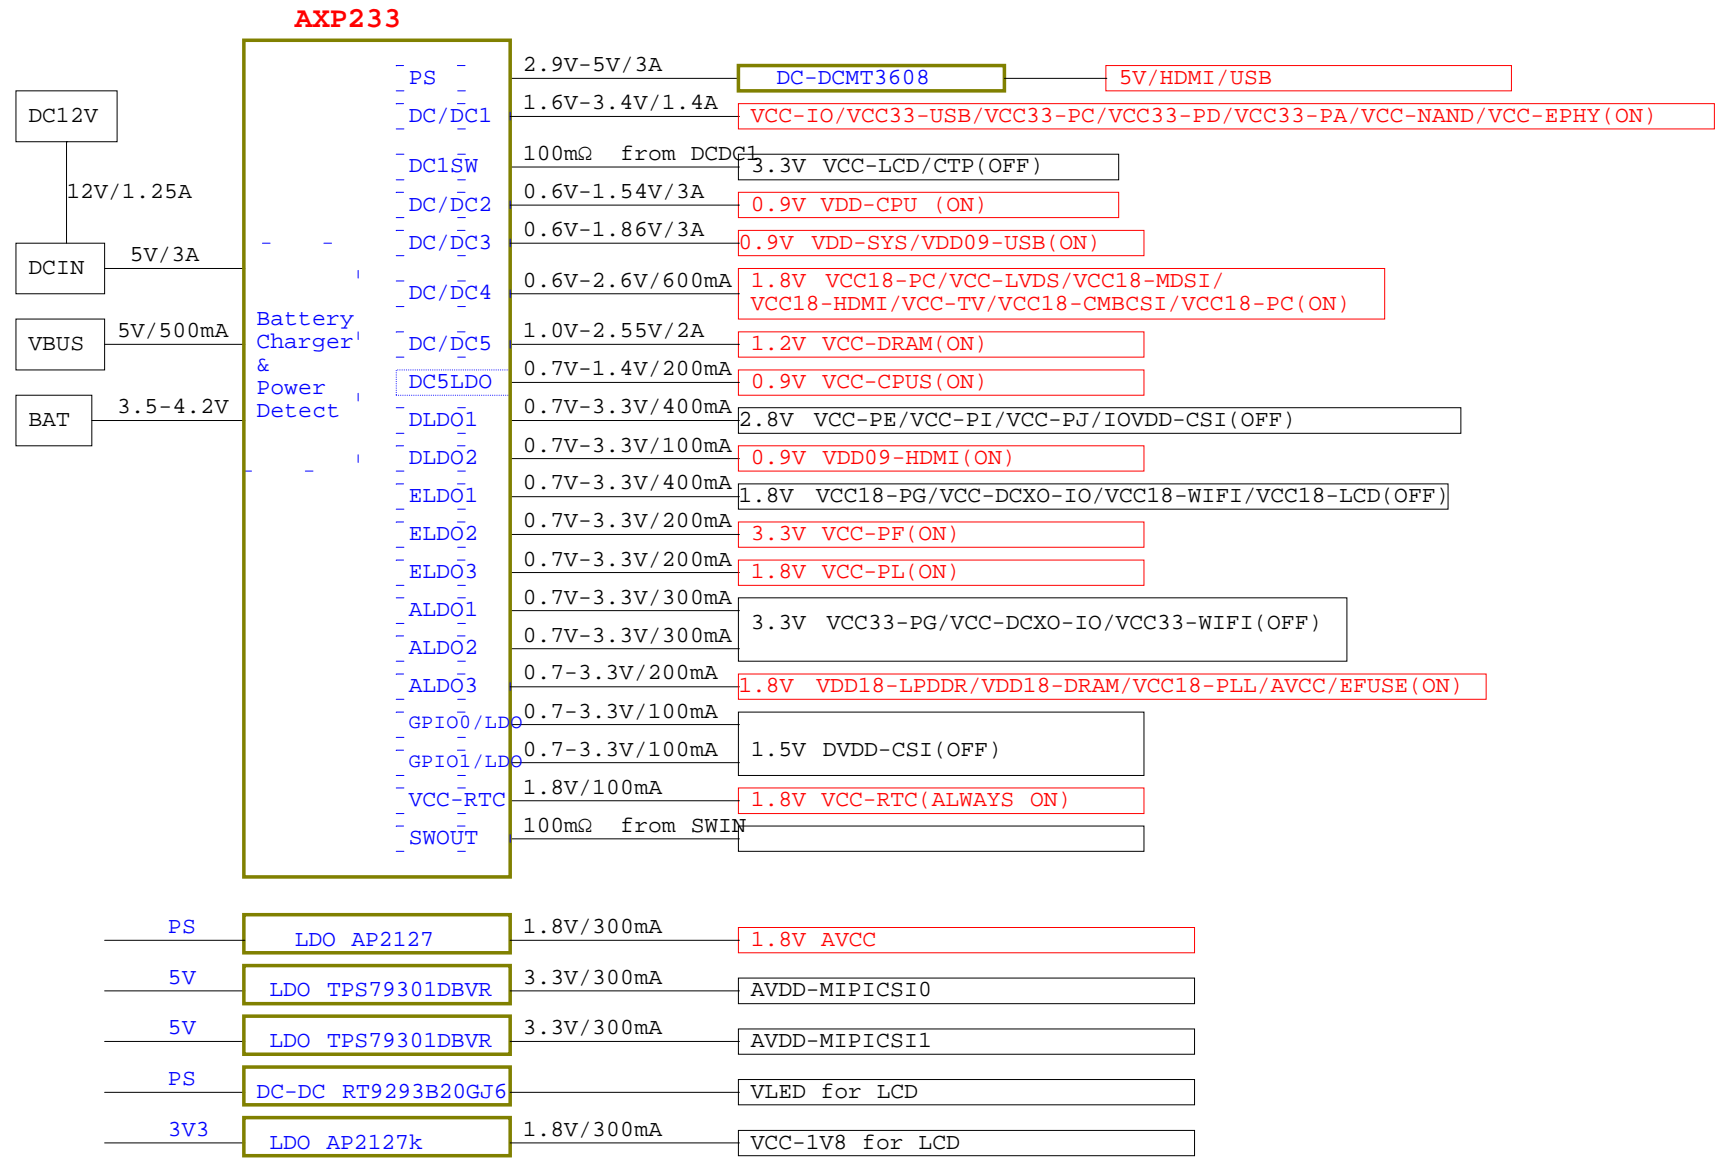 AXP233
PS 2.9V-5V/3A DC-DCMT3608 5V/HDMI/USB
DC12V DC/DC1 1.6V-3.4V/1.4A VCC-IO/VCC33-USB/VCC33-PC/VCC33-PD/VCC33-PA/VCC-NAND/VCC-EPHY(ON)
DC1SW 100mΩ from DCDC1 3.3V VCC-LCD/CTP(OFF)
12V/1.25A DC/DC2 0.6V-1.54V/3A 0.9V VDD-CPU (ON)
DC/DC3 0.6V-1.86V/3A 0.9V VDD-SYS/VDD09-USB(ON)
DCIN 5V/3A DC/DC4 0.6V-2.6V/600mA 1.8V VCC18-PC/VCC-LVDS/VCC18-MDSI/
VCC18-HDMI/VCC-TV/VCC18-CMBCSI/VCC18-PC(ON)
VBUS 5V/500mA
Battery
Charger
&
Power
Detect
DC/DC5 1.0V-2.55V/2A 1.2V VCC-DRAM(ON)
DC5LDO 0.7V-1.4V/200mA 0.9V VCC-CPUS(ON)
BAT 3.5-4.2V DLDO1 0.7V-3.3V/400mA 2.8V VCC-PE/VCC-PI/VCC-PJ/IOVDD-CSI(OFF)
DLDO2 0.7V-3.3V/100mA 0.9V VDD09-HDMI(ON)
ELDO1 0.7V-3.3V/400mA 1.8V VCC18-PG/VCC-DCXO-IO/VCC18-WIFI/VCC18-LCD(OFF)
ELDO2 0.7V-3.3V/200mA 3.3V VCC-PF(ON)
ELDO3 0.7V-3.3V/200mA 1.8V VCC-PL(ON)
ALDO1 0.7V-3.3V/300mA 3.3V VCC33-PG/VCC-DCXO-IO/VCC33-WIFI(OFF)
ALDO2 0.7V-3.3V/300mA
ALDO3 0.7-3.3V/200mA 1.8V VDD18-LPDDR/VDD18-DRAM/VCC18-PLL/AVCC/EFUSE(ON)
GPIO0/LDO 0.7-3.3V/100mA
GPIO1/LDO 0.7-3.3V/100mA 1.5V DVDD-CSI(OFF)
VCC-RTC 1.8V/100mA 1.8V VCC-RTC(ALWAYS ON)
SWOUT 100mΩ from SWIN
PS LDO AP2127 1.8V/300mA 1.8V AVCC
5V LDO TPS79301DBVR 3.3V/300mA AVDD-MIPICSI0
5V LDO TPS79301DBVR 3.3V/300mA AVDD-MIPICSI1
PS DC-DC RT9293B20GJ6 VLED for LCD
3V3 LDO AP2127k 1.8V/300mA VCC-1V8 for LCD